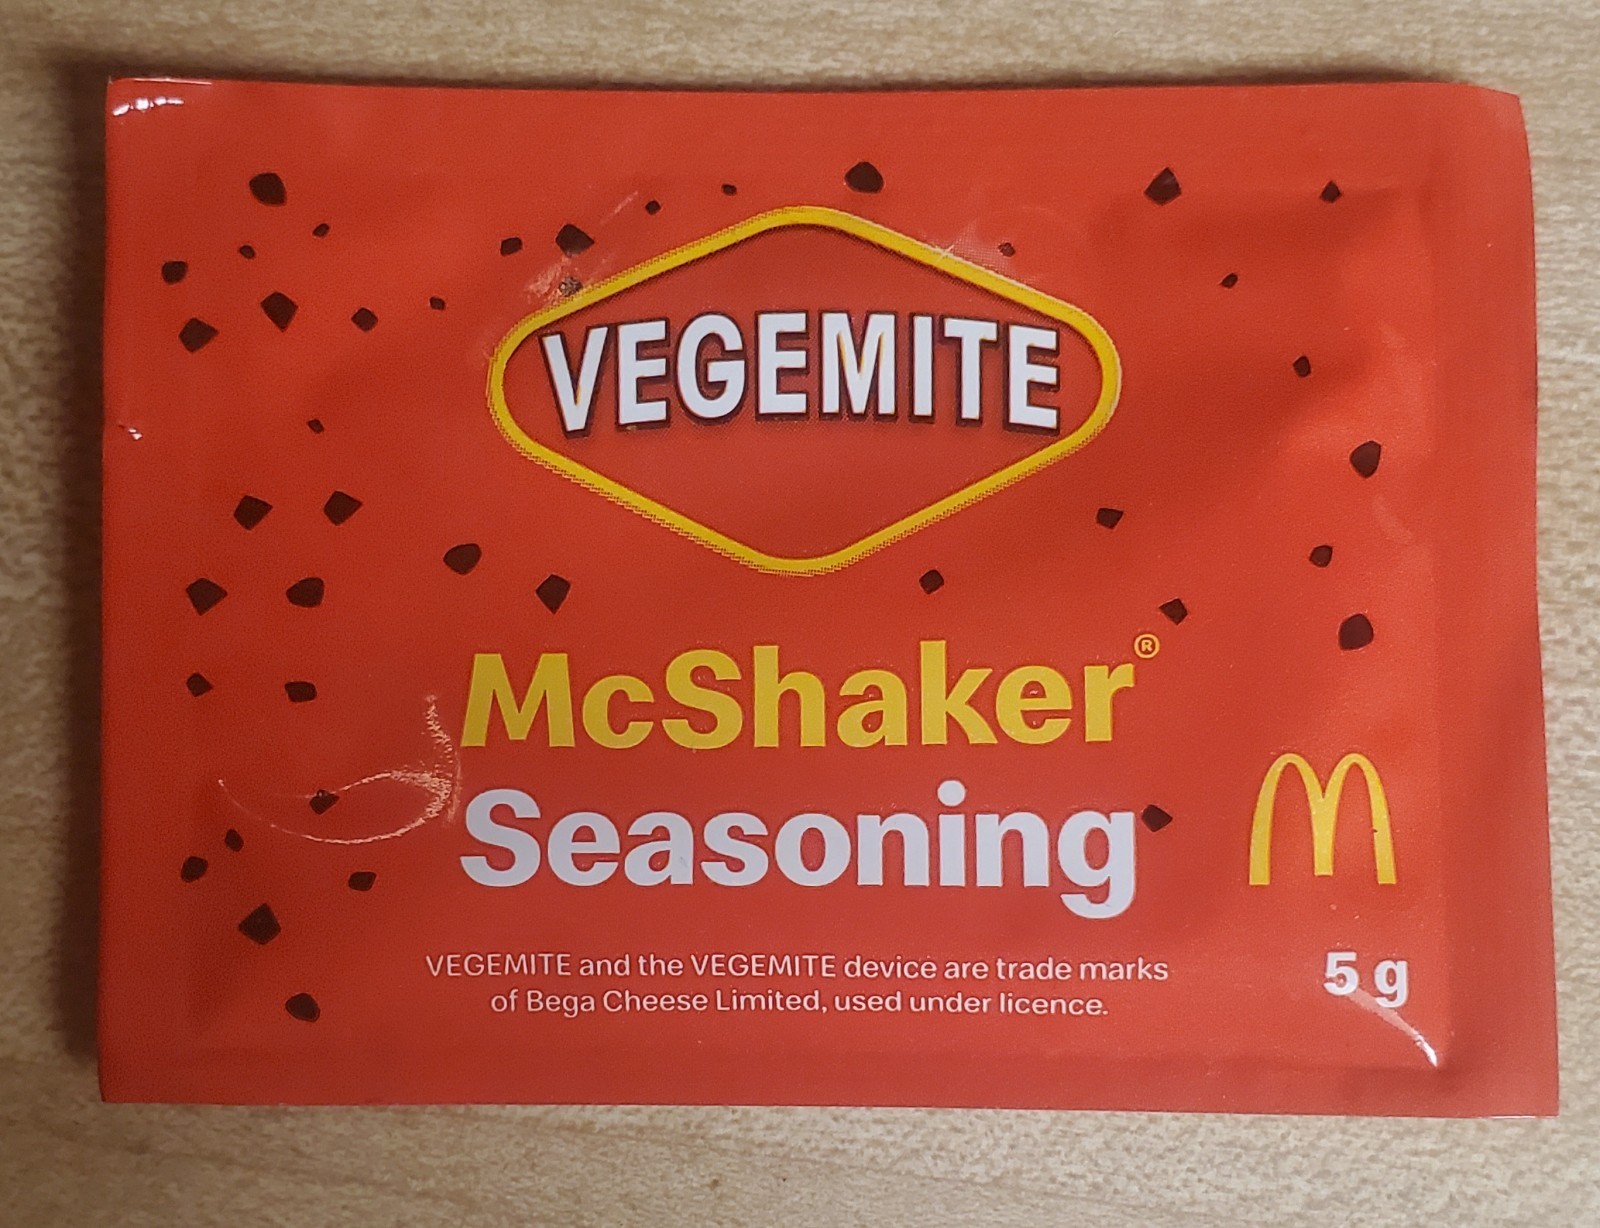 VEGEMITE
McShaker®
Seasoning
VEGEMITE and the VEGEMITE device are trade marks
of Bega Cheese Limited, used under licence.
M
5 g